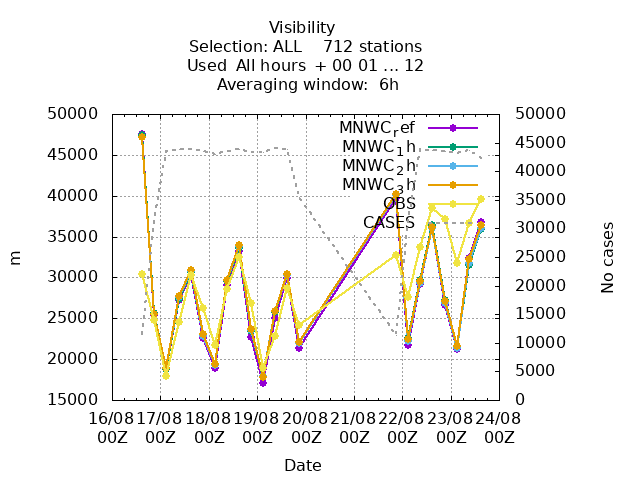 Visibility
Selection: ALL    712 stations
Used  All hours  + 00 01 ... 12
Averaging window:  6h
50000
45000
40000
35000
30000
25000
20000
15000
m
50000
45000
40000
35000
30000
25000
20000
15000
10000
5000
0
No cases
MNWC_ref
MNWC_1h
MNWC_2h
MNWC_3h
OBS
CASES
16/08 17/08 18/08 19/08 20/08 21/08 22/08 23/08 24/08
00Z 00Z 00Z 00Z 00Z 00Z 00Z 00Z 00Z
Date